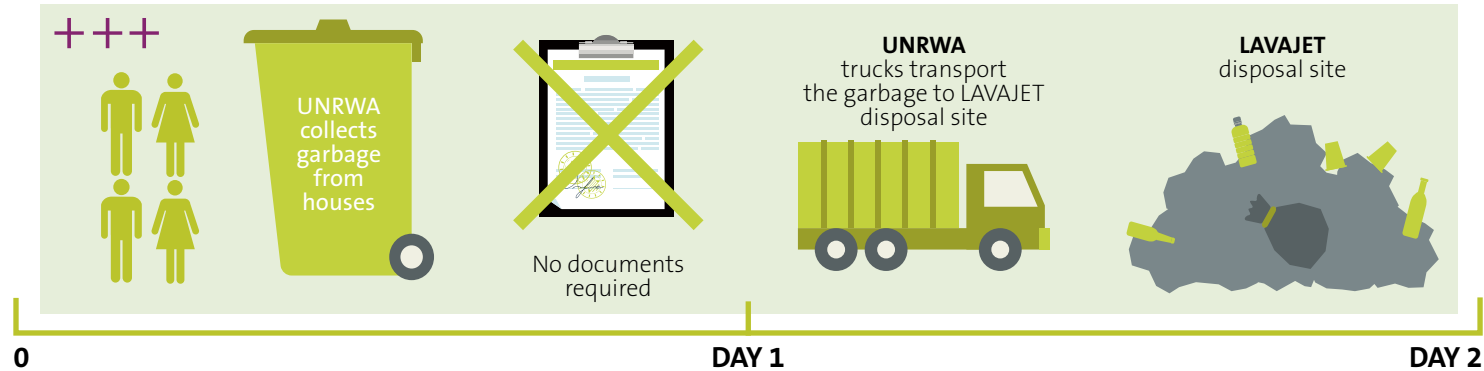 UNRWA
collects
garbage
from
houses
No documents
required
UNRWA
trucks transport
the garbage to LAVAJET
disposal site
LAVAJET
disposal site
0
DAY 1
DAY 2